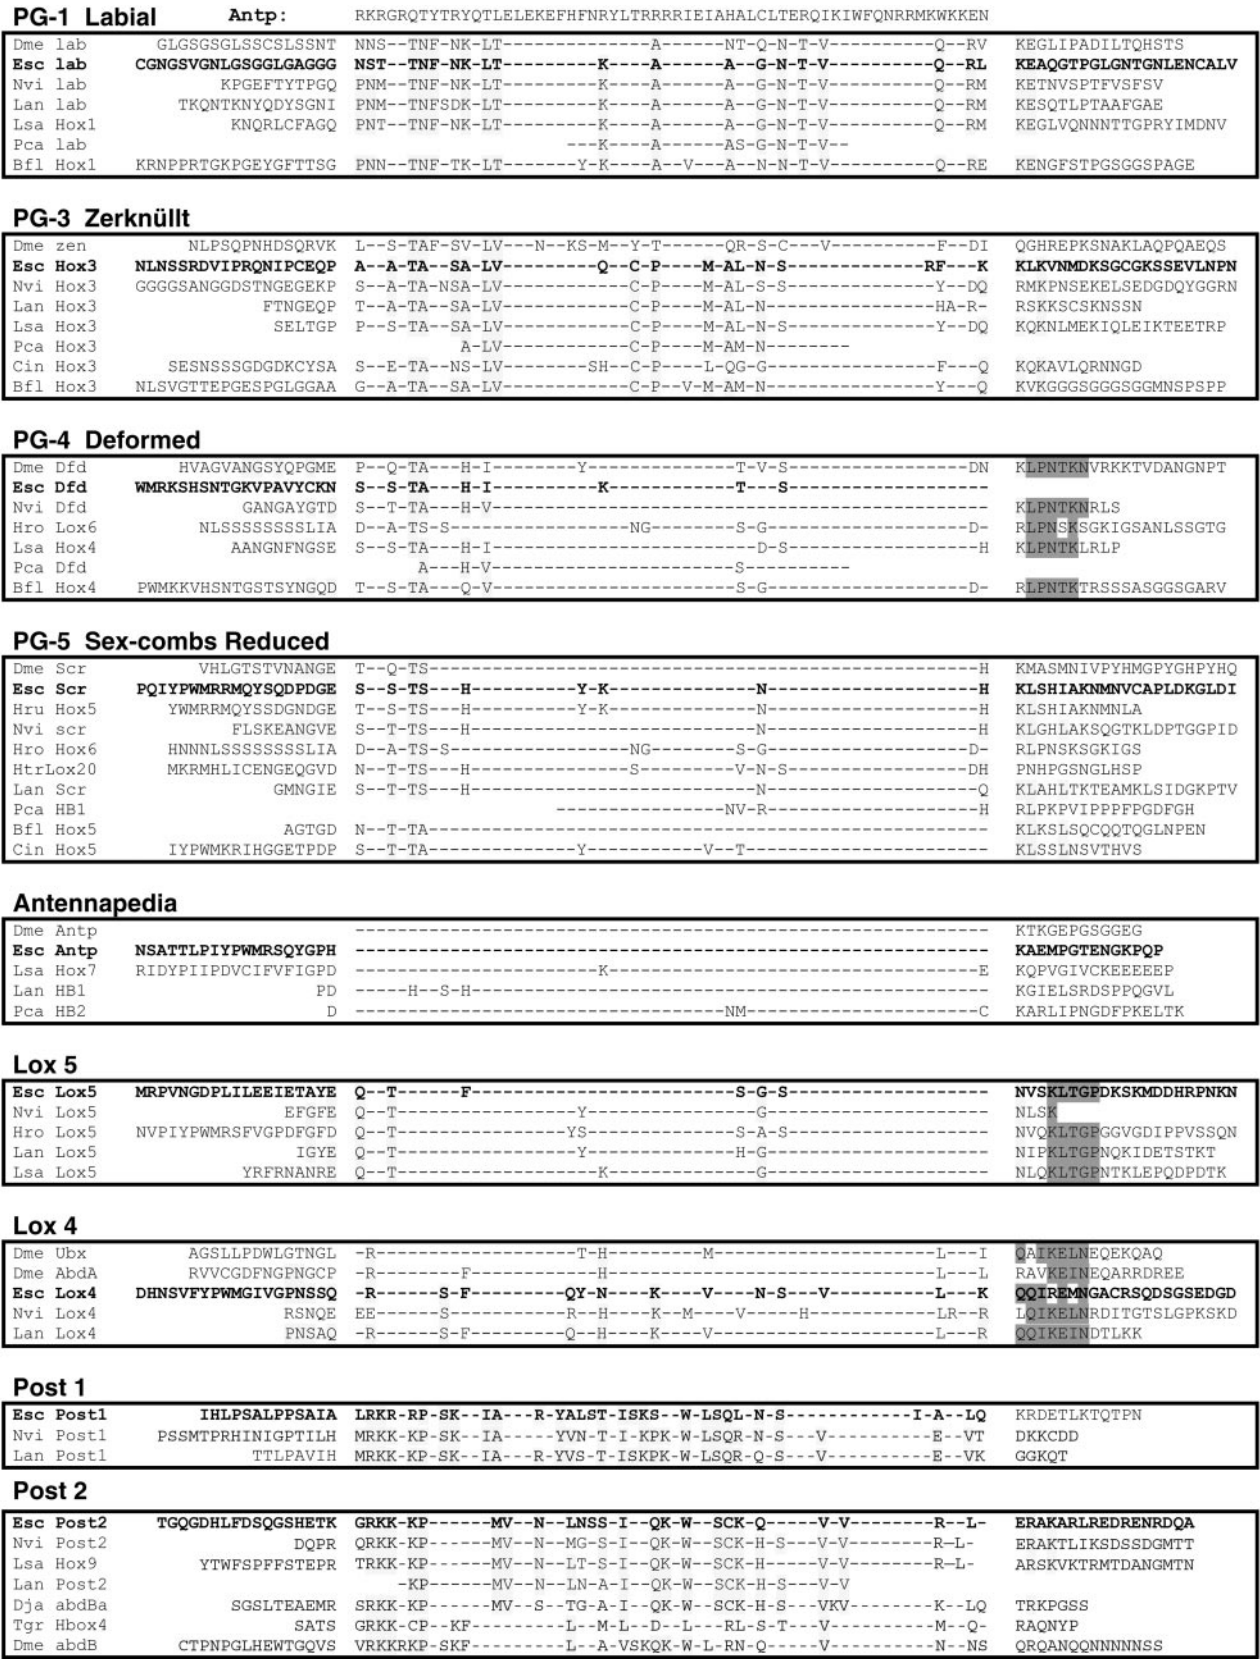 PG-1 Labial Antp: RKRGRQTYTRYQTLELEKEFHFNRYLTRRRRIEIAHALCLTERQIKIWFQNRRMKWKKEN
Dme lab GLGSGSGLSSCSLSSNT NNS--TNF-NK-LT--------------A------NT-Q-N-T-V----------Q--RV KEGLIPADILTQHSTS
Esc lab CGNGSVGNLGSGGLGAGGG NST--TNF-NK-LT---------K----A------A--G-N-T-V----------Q--RL KEAQGTPGLGNTGNLENCALV
Nvi lab KPGEFTYTPGQ PNM--TNF-NK-LT---------K----A------A--G-N-T-V----------Q--RM KETNVSPTFVSFSV
Lan lab TKQNTKNYQDYSGNI PNM--TNFSDK-LT---------K----A------A--G-N-T-V----------Q--RM KESQTLPTAAFGAE
Lsa Hox1 KNQRLCFAGQ PNT--TNF-NK-LT---------K----A------A--G-N-T-V----------Q--RM KEGLVQNNNTTGPRYIMDNV
Pca lab ---K----A------AS-G-N-T-V--
Bfl Hox1 KRNPPRTGKPGEYGFTTSG PNN--TNF-TK-LT-------Y-K----A--V---A--N-N-T-V----------Q--RE KENGFSTPGSGGSPAGE
PG-3 Zerknüllt
Dme zen NLPSQPNHDSQRVK L--S-TAF-SV-LV---N--KS-M--Y-T------QR-S-C---V----------F--DI QGHREPKSNAKLAQPQAEQS
Esc Hox3 NLNSSRDVIPRQNIPCEQP A--A-TA--SA-LV---------Q--C-P----M-AL-N-S-------------RF---K KLKVNMDKSGCGKSSEVLNPN
Nvi Hox3 GGGGSANGGDSTNGEGEKP S--A-TA-NSA-LV------------C-P----M-AL-S-S--------------Y--DQ RMKPNSEKELSEDGDQYGGRN
Lan Hox3 FTNGEQP T--A-TA--SA-LV------------C-P----M-AL-N----------------HA-R- RSKKSCSKNSSN
Lsa Hox3 SELTGP P--S-TA--SA-LV------------C-P----M-AL-N-S--------------Y--DQ KQKNLMEKIQLEIKTEETRP
Pca Hox3 A-LV------------C-P----M-AM-N--------
Cin Hox3 SESNSSSGDGDKCYSA S--E-TA--NS-LV--------SH--C-P----L-QG-G----------------F---Q KQKAVLQRNNGD
Bfl Hox3 NLSVGTTEPGESPGLGGAA G--A-TA--SA-LV------------C-P--V-M-AM-N----------------Y---Q KVKGGGSGGGSGGMNSPSPP
PG-4 Deformed
Dme Dfd HVAGVANGSYQPGME P--Q-TA---H-I--------Y--------------T-V-S-----------------DN KLPNTKNVRKKTVDANGNPT
Esc Dfd WMRKSHSNTGKVPAVYCKN S--S-TA---H-I----------K------------T---S-------------------
Nvi Dfd GANGAYGTD S--T-TA---H-V---------------------------------------------- KLPNTKNRLS
Hro Lox6 NLSSSSSSSSLIA D--A-TS-S-----------------NG--------S-G-------------------D- RLPNSKSGKIGSANLSSGTG
Lsa Hox4 AANGNFNGSE S--S-TA---H-I-------------------------D-S------------------H KLPNTKLRLP
Pca Dfd A---H-V-----------------------S----------
Bfl Hox4 PWMKKVHSNTGSTSYNGQD T--S-TA---Q-V-----------------------S-G-------------------D- RLPNTKTRSSSASGGSGARV
PG-5 Sex-combs Reduced
Dme Scr VHLGTSTVNANGE T--Q-TS----------------------------------------------------H KMASMNIVPYHMGPYGHPYHQ
Esc Scr PQIYPWMRRMQYSQDPDGE S--S-TS---H----------Y-K--------------N--------------------H KLSHIAKNMNVCAPLDKGLDI
Hru Hox5 YWMRRMQYSSDGNDGE T--S-TS---H----------Y-K--------------N--------------------H KLSHIAKNMNLA
Nvi scr FLSKEANGVE S--T-TS---H---------------------------N--------------------H KLGHLAKSQGTKLDPTGGPID
Hro Hox6 HNNNLSSSSSSSSLIA D--A-TS-S-----------------NG--------S-G-------------------D- RLPNSKSGKIGS
HtrLox20 MKRMHLICENGEQGVD N--T-TS---H---------------S---------V-N-S-----------------DH PNHPGSNGLHSP
Lan Scr GMNGIE S--T-TS---H---------------------------N--------------------Q KLAHLTKTEAMKLSIDGKPTV
Pca HB1 ----------------NV-R--------------------H RLPKPVIPPPFPGDFGH
Bfl Hox5 AGTGD N--T-TA----------------------------------------------------- KLKSLSQCQQTQGLNPEN
Cin Hox5 IYPWMKRIHGGETPDP S--T-TA--------------Y-----------V--T----------------------- KLSSLNSVTHVS
Antennapedia
Dme Antp ------------------------------------------------------------ KTKGEPGSGGEG
Esc Antp NSATTLPIYPWMRSQYGPH ------------------------------------------------------------ KAEMPGTENGKPQP
Lsa Hox7 RIDYPIIPDVCIFVFIGPD -----------------------K-----------------------------------E KQPVGIVCKEEEEEP
Lan HB1 PD -----H--S-H------------------------------------------------- KGIELSRDSPPQGVL
Pca HB2 D -----------------------------------NM----------------------C KARLIPNGDFPKELTK
Lox 5
Esc Lox5 MRPVNGDPLILEEIETAYE Q--T------F-------------------------S-G-S------------------- NVSKLTGPDKSKMDDHRPNKN
Nvi Lox5 EFGFE Q--T-----------------Y----------------G--------------------- NLSK
Hro Lox5 NVPIYPWMRSFVGPDFGFD Q--T----------------YS--------------S-A-S------------------- NVQKLTGPGGVGDIPPVSSQN
Lan Lox5 IGYE Q--T-----------------Y--------------H-G--------------------- NIPKLTGPNQKIDETSTKT
Lsa Lox5 YRFRNANRE Q--T-------------------K--------------G--------------------- NLQKLTGPNTKLEPQDPDTK
Lox 4
Dme Ubx AGSLLPDWLGTNGL -R-------------------T-H---------M---------------------L---I QAIKELNEQEKQAQ
Dme AbdA RVVCGDFNGPNGCP -R--------F------------H-------------------------------L---L RAVKEINEQARRDREE
Esc Lox4 DHNSVFYPWMGIVGPNSSQ -R------S-F---------QY-N---K----V----N-S---V----------L---K QQIREMNGACRSQDSGSEDGD
Nvi Lox4 RSNQE EE------S-----------H--H---K--M----V------H------------LR--R LQIKELNRDITGTSLGPKSKD
Lan Lox4 PNSAQ -R------S-F---------Q--H----K----V---------------------L---R QQIKEINDTLKK
Post 1
Esc Post1 IHLPSALPPSAIA LRKR-RP-SK--IA---R-YALST-ISKS--W-LSQL-N-S------------I-A--LQ KRDETLKTQTPN
Nvi Post1 PSSMTPRHINIGPTILH MRKK-KP-SK--IA-----YVN-T-I-KPK-W-LSQR-N-S---V----------E--VT DKKCDD
Lan Post1 TTLPAVIH MRKK-KP-SK--IA---R-YVS-T-ISKPK-W-LSQR-Q-S---V----------E--VK GGKQT
Post 2
Esc Post2 TGQGDHLFDSQGSHETK GRKK-KP------MV--N--LNSS-I--QK-W---SCK-Q-----V-V--------R--L- ERAKARLREDRENRDQA
Nvi Post2 DQPR QRKK-KP------MV--N--MG-S-I--QK-W---SCK-H-S---V-V--------R–L- ERAKTLIKSDSSDGMTT
Lsa Hox9 YTWFSPFFSTEPR TRKK-KP------MV--N--LT-S-I--QK-W---SCK-H-S---V----------R–L- ARSKVKTRMTDANGMTN
Lan Post2 -KP------MV--N--LN-A-I--QK-W---SCK-H-S---V-V
Dja abdBa SGSLTEAEMR SRKK-KP------MV--S--TG-A-I--QK-W---SCK-H-S---VKV--------K--LQ TRKPGSS
Tgr Hbox4 SATS GRKK-CP--KF---------L--M-L--D--L---RL-S-T---V----------M--Q- RAQNYP
Dme abdB CTPNPGLHEWTGQVS VRKKRKP-SKF---------L--A-VSKQK-W-L-RN-Q-----V----------N--NS QRQANQQNNNNNSS